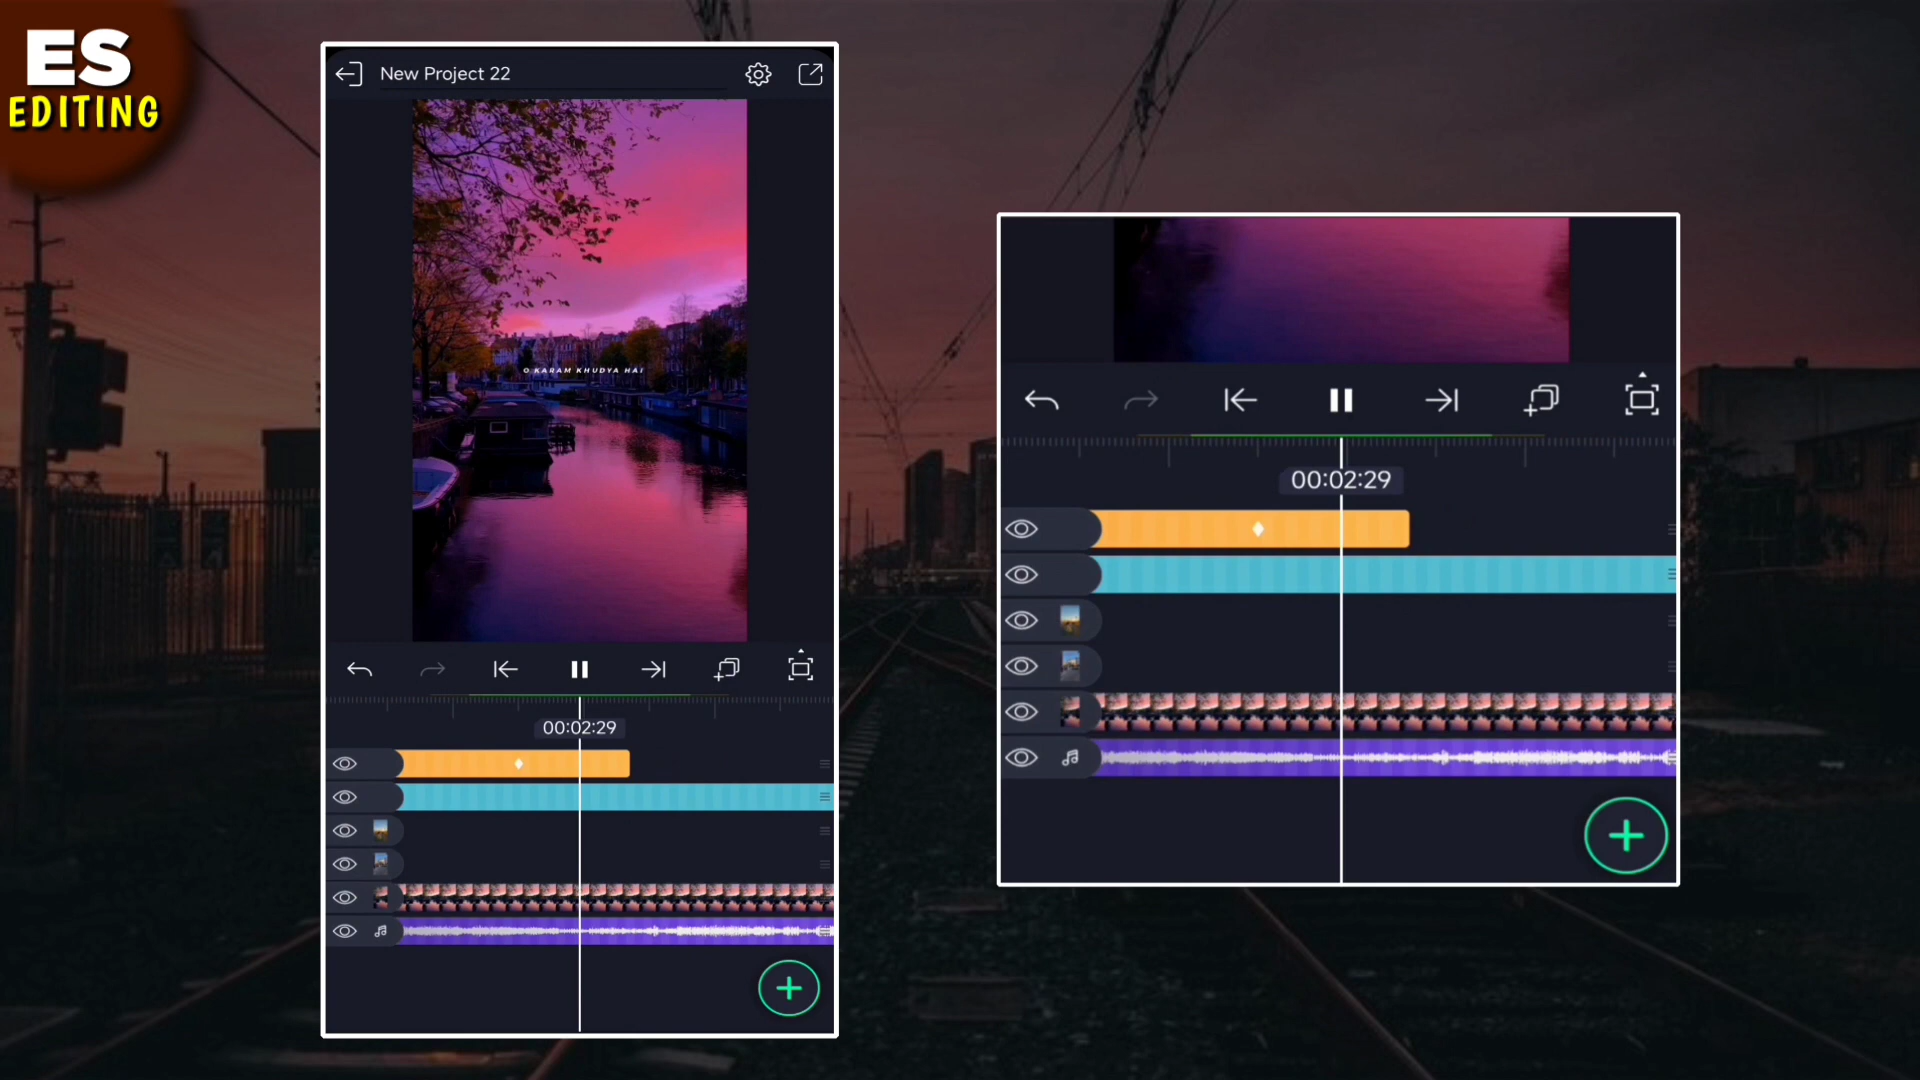 ES
EDITING
New Project 22
O KARAM KHUDYA HAI
00:02:29
00:02:29